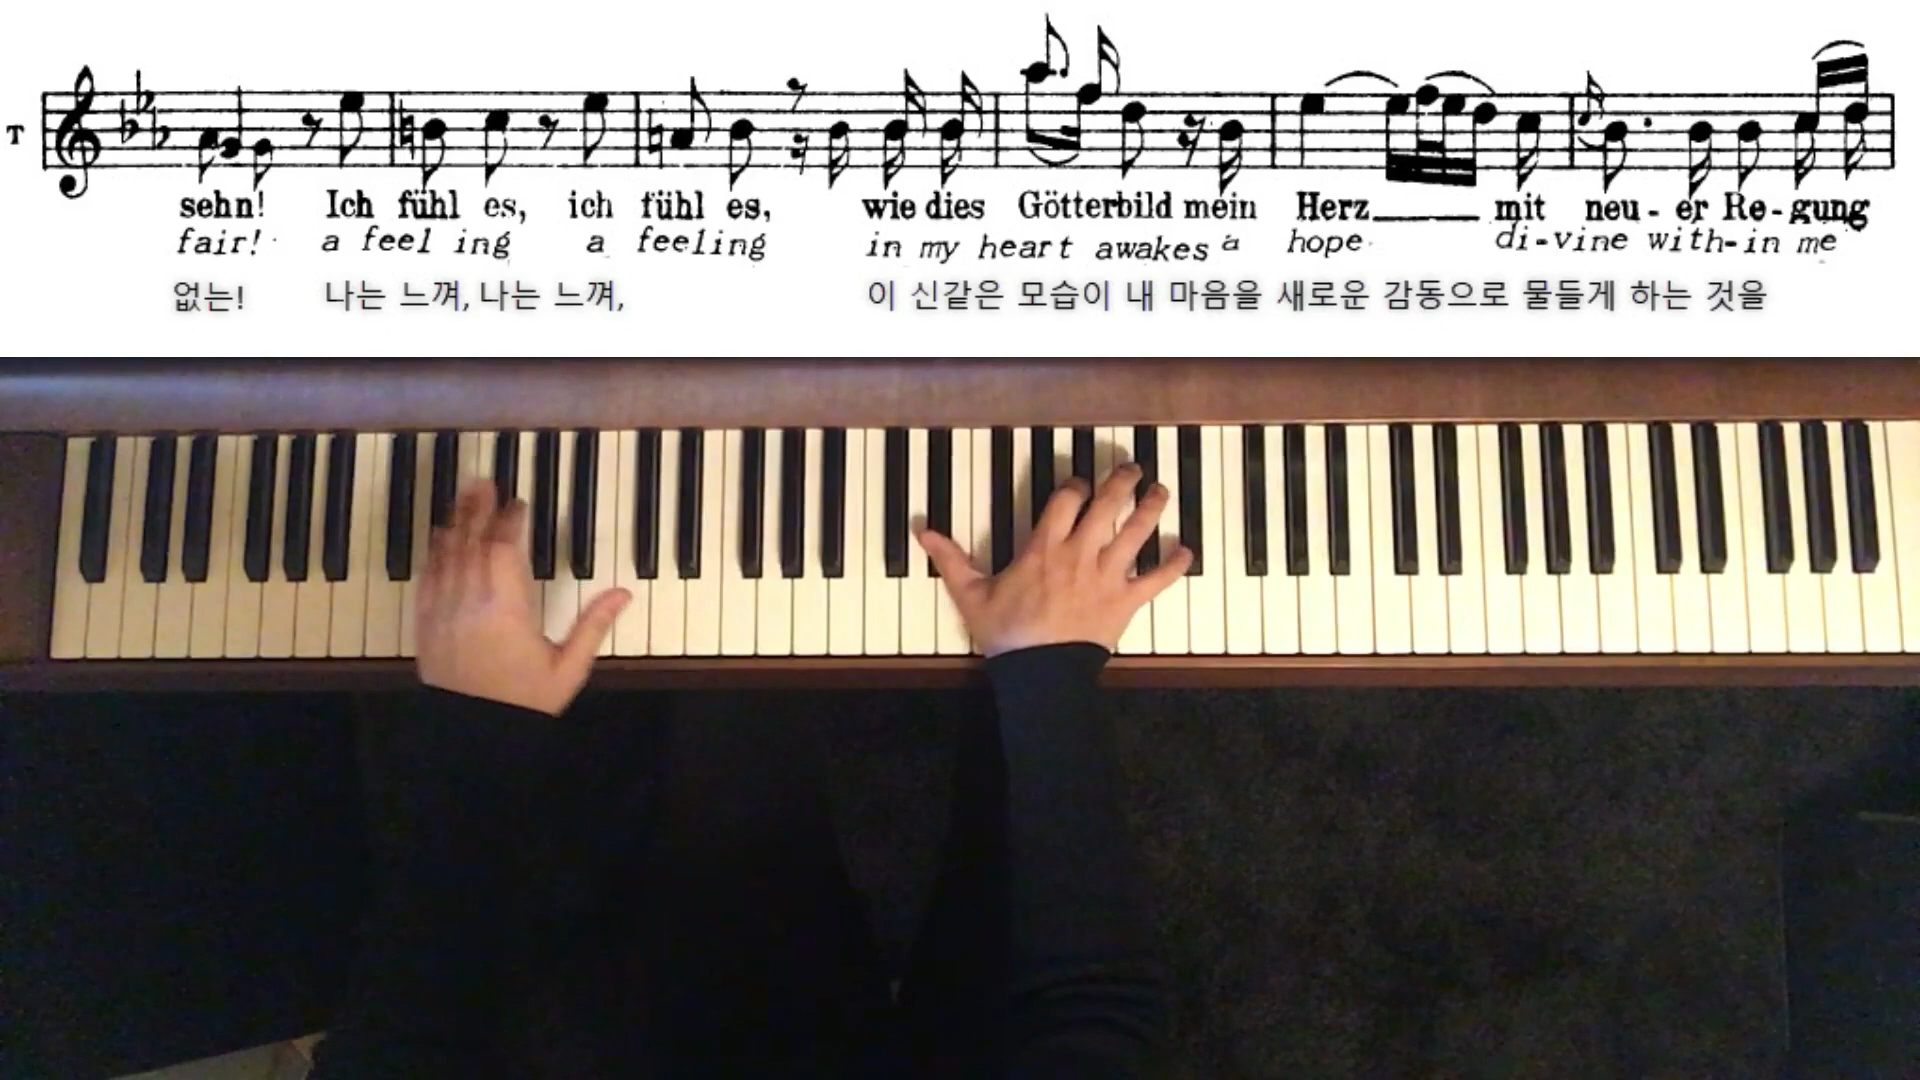 T
sehn! Ich fühl es, ich fühl es, wie dies Götterbild mein Herz mit neu - er Re - gung
fair! a feel ing a feeling in my heart awakes a hope di-vine with-in me
없는! 나는 느껴, 나는 느껴, 이 신같은 모습이 내 마음을 새로운 감동으로 물들게 하는 것을